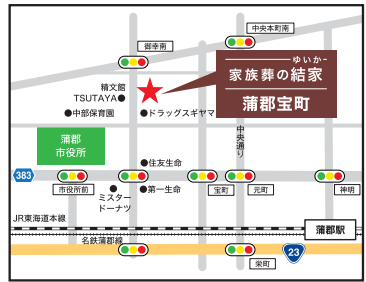 中央本町南
御幸南
ゆいか-
家族葬の結家
蒲郡宝町
精文館
TSUTAYA●
●中部保育園
●ドラッグスギヤマ
中央通り
蒲郡
市役所
●住友生命
383
市役所前
ミスター
ドーナツ
●第一生命
宝町
元町
神明
JR東海道本線
蒲郡駅
名鉄蒲郡線
23
栄町